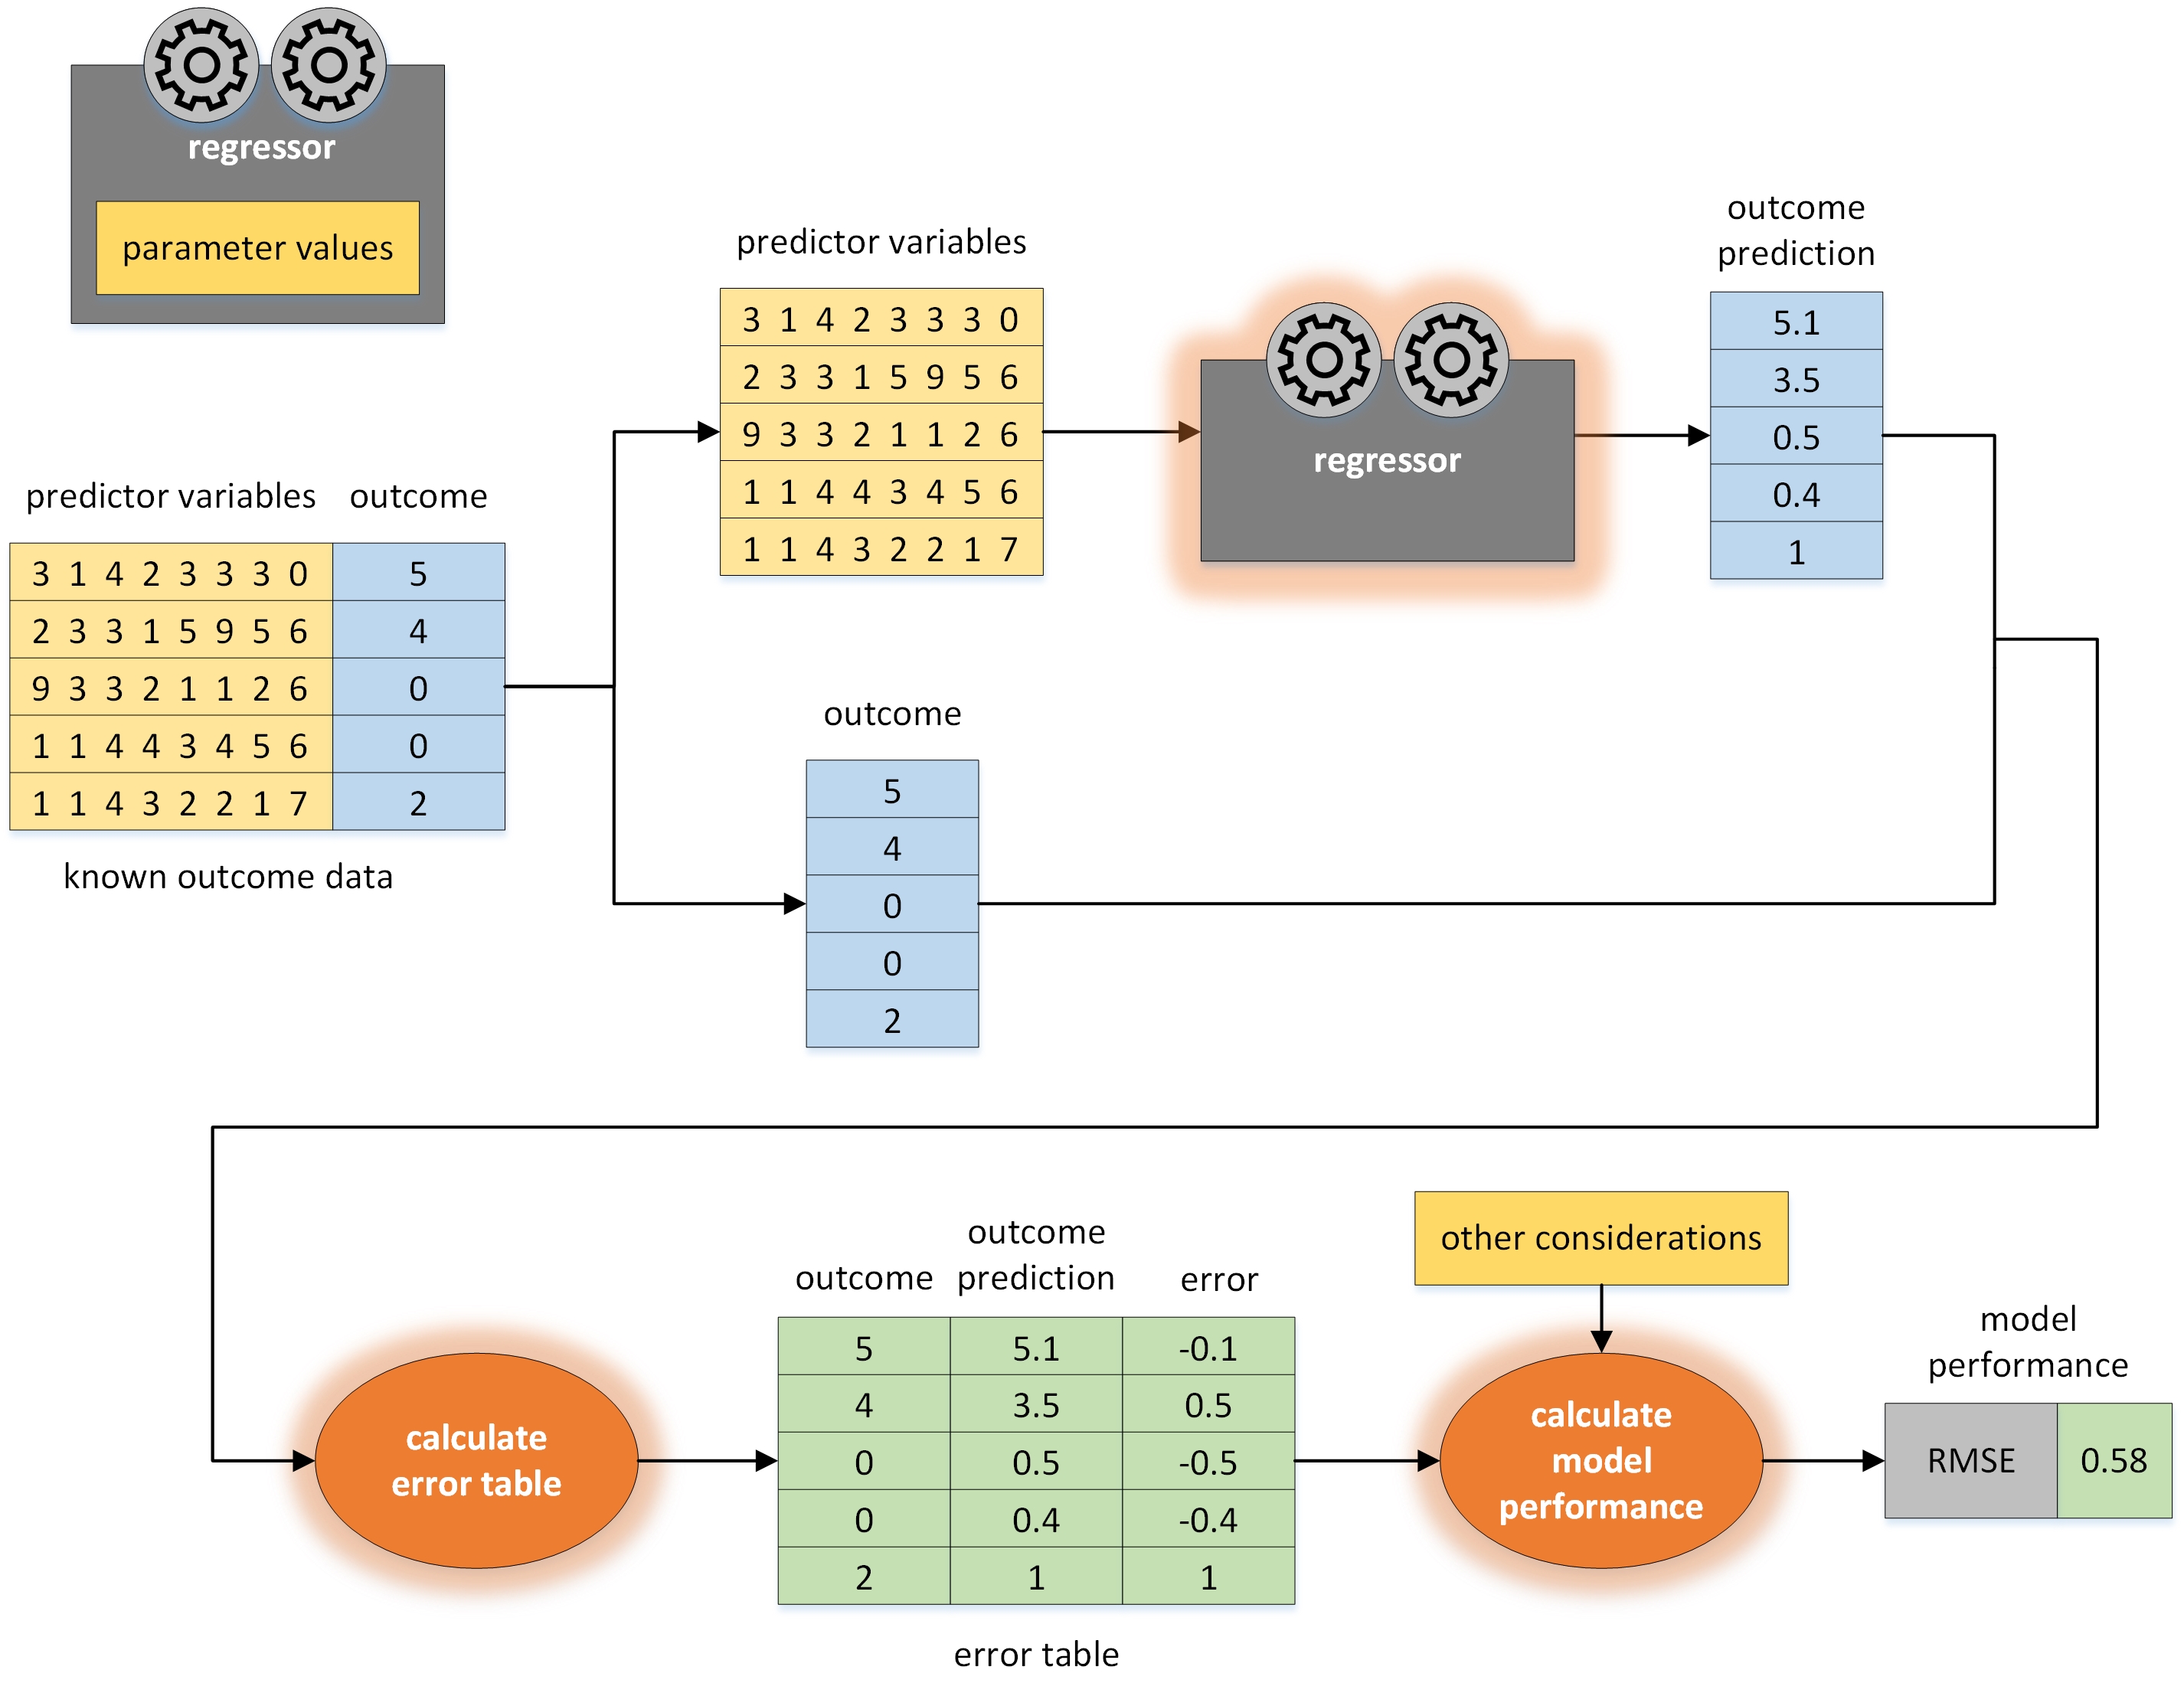 regressor
parameter values
predictor variables
3 1 4 2 3 3 3 0
2 3 3 1 5 9 5 6
9 3 3 2 1 1 2 6
1 1 4 4 3 4 5 6
1 1 4 3 2 2 1 7
regressor
outcome
prediction
5.1
3.5
0.5
0.4
1
predictor variables outcome
3 1 4 2 3 3 3 0 5
2 3 3 1 5 9 5 6 4
9 3 3 2 1 1 2 6 0
1 1 4 4 3 4 5 6 0
1 1 4 3 2 2 1 7 2
known outcome data
outcome
5
4
0
0
2
calculate
error table
outcome
outcome prediction error
5 5.1 -0.1
4 3.5 0.5
0 0.5 -0.5
0 0.4 -0.4
2 1 1
error table
other considerations
calculate
model
performance
model
performance
RMSE 0.58